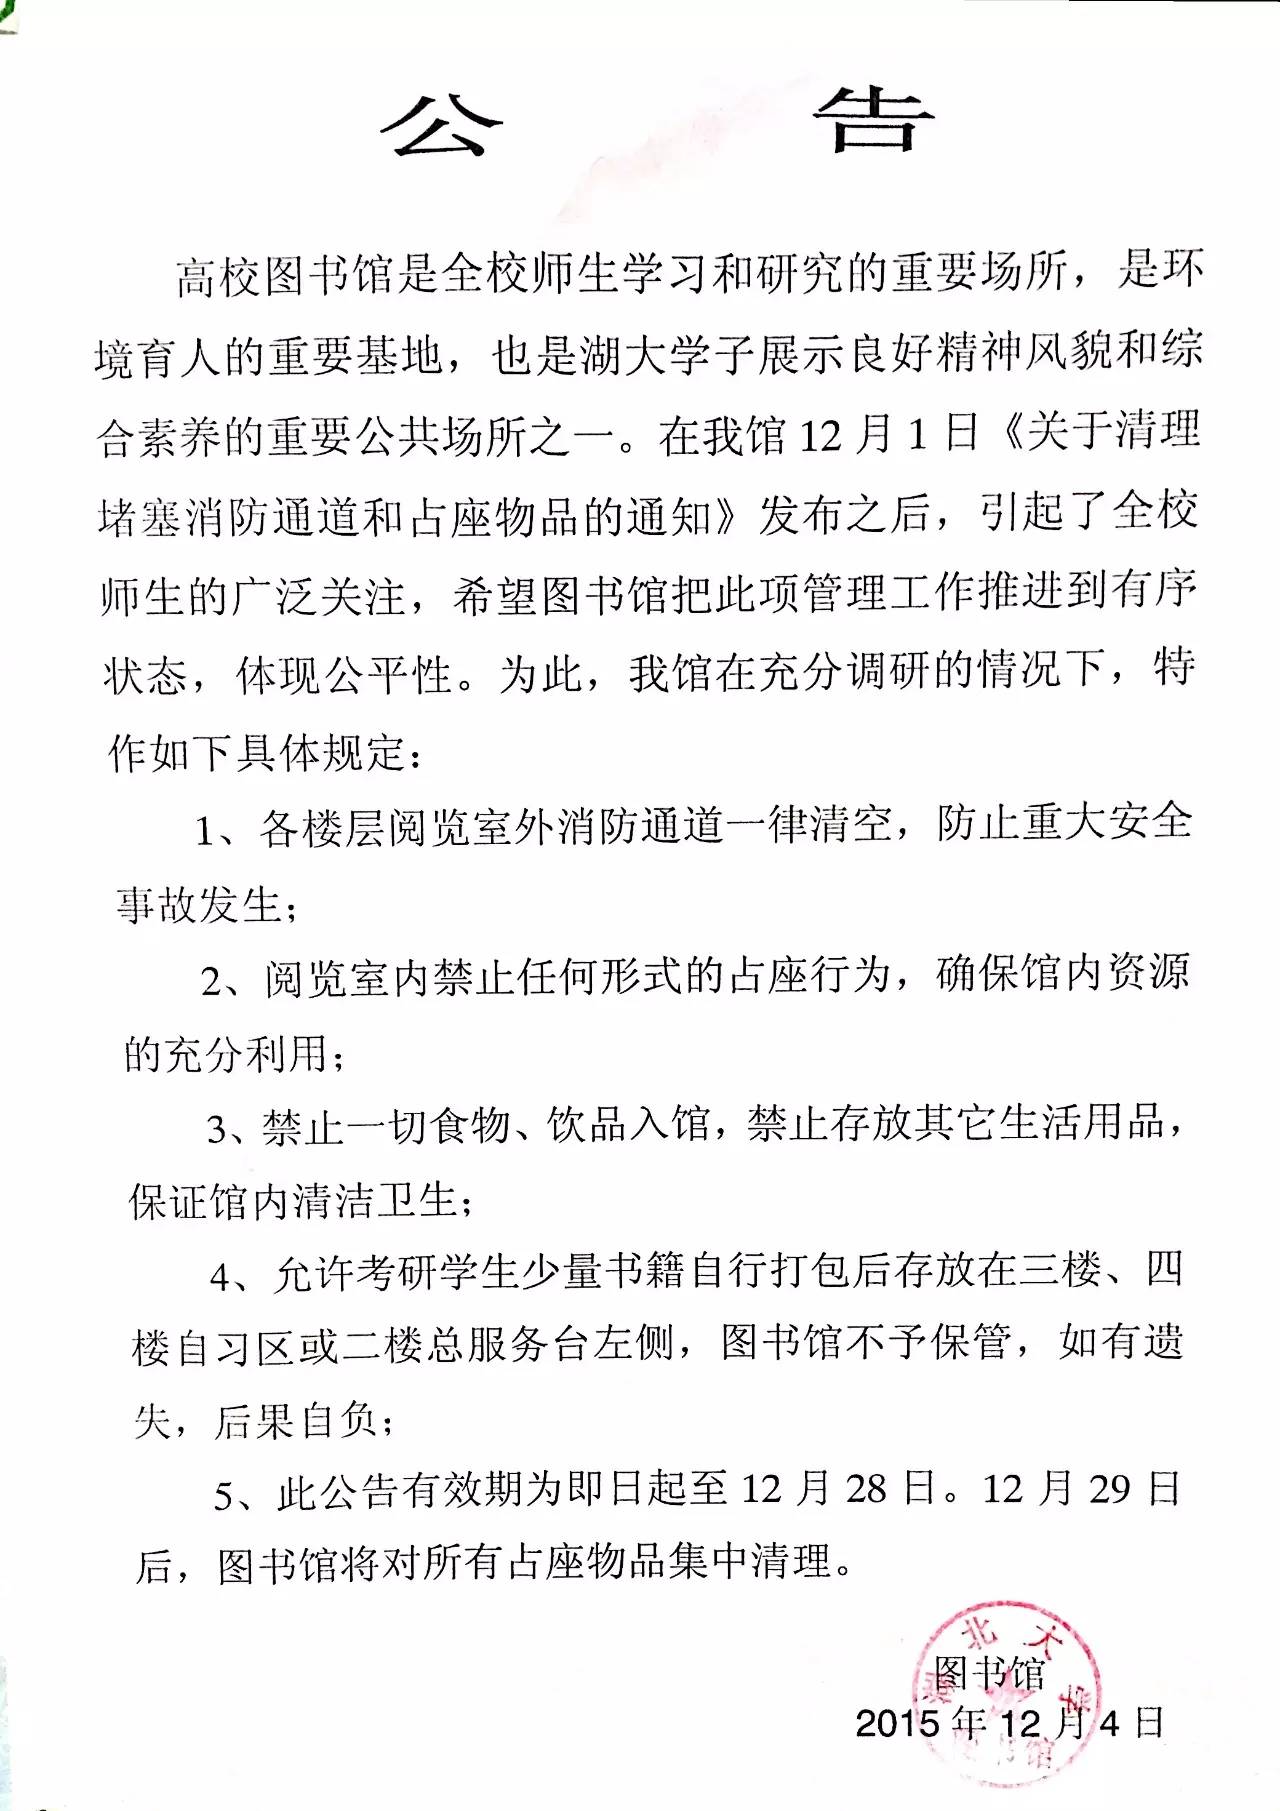 公告
高校图书馆是全校师生学习和研究的重要场所，是环
境育人的重要基地，也是湖大学子展示良好精神风貌和综
合素养的重要公共场所之一。在我馆 12 月 1 日《关于清理
堵塞消防通道和占座物品的通知》发布之后，引起了全校
师生的广泛关注，希望图书馆把此项管理工作推进到有序
状态，体现公平性。为此，我馆在充分调研的情况下，特
作如下具体规定：
1、各楼层阅览室外消防通道一律清空，防止重大安全
事故发生；
2、阅览室内禁止任何形式的占座行为，确保馆内资源
的充分利用；
3、禁止一切食物、饮品入馆，禁止存放其它生活用品，
保证馆内清洁卫生；
4、允许考研学生少量书籍自行打包后存放在三楼、四
楼自习区或二楼总服务台左侧，图书馆不予保管，如有遗
失，后果自负；
5、此公告有效期为即日起至 12 月 28 日。12 月 29 日
后，图书馆将对所有占座物品集中清理。
图书馆
2015 年 12 月 4 日
湖北大学
图书馆